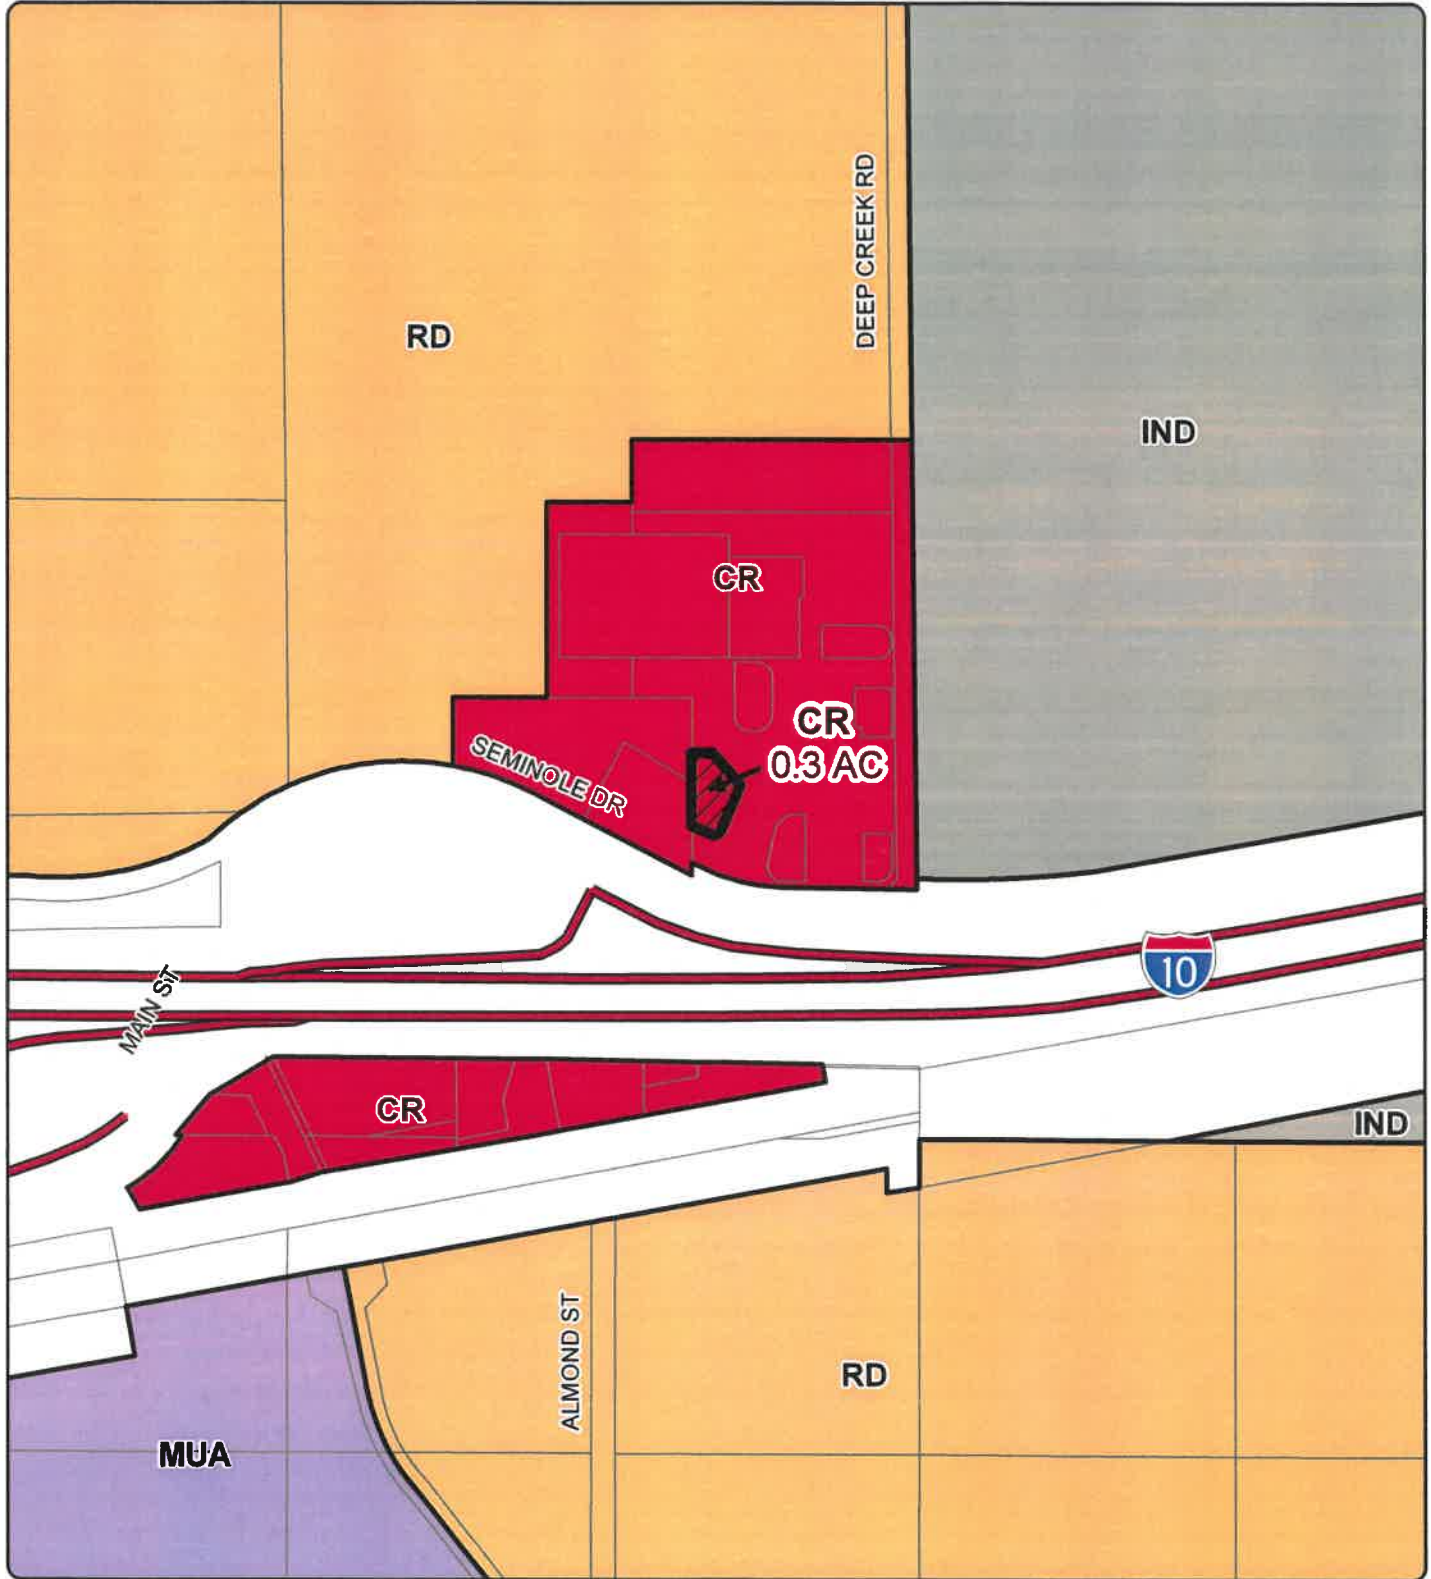 DEEP CREEK RD
RD
IND
CR
CR
0.3 AC
SEMINOLE DR
10
MAIN ST
CR
IND
ALMOND ST
RD
MUA